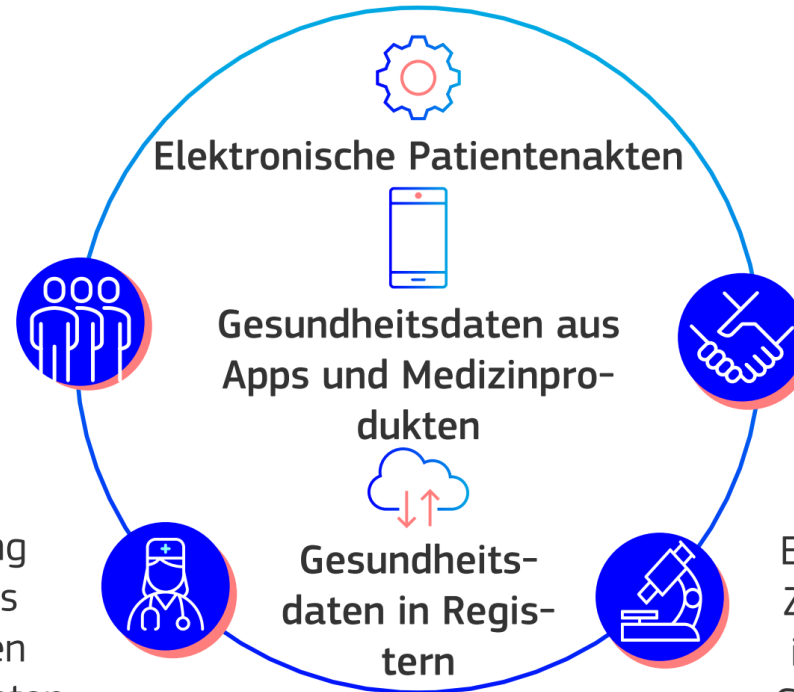 Elektronische Patientenakten
Gesundheitsdaten aus
Apps und Medizinpro-
dukten
Gesundheits-
daten in Regis-
tern